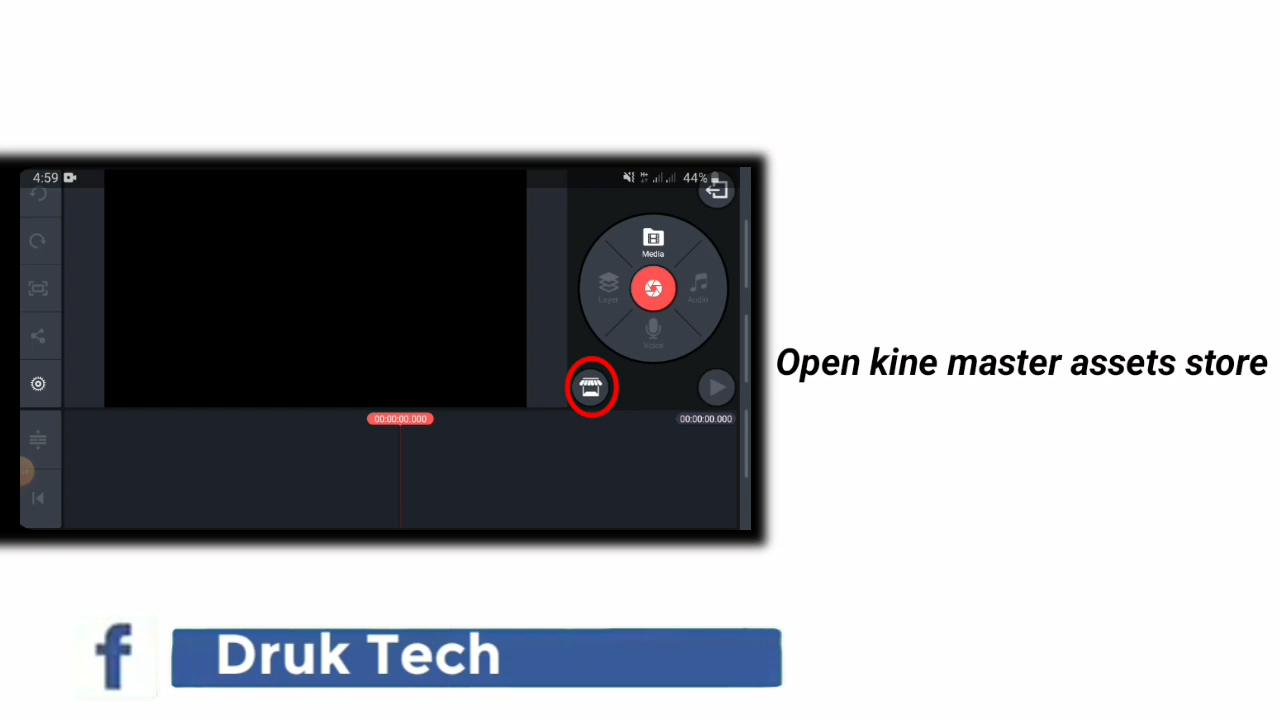 4:59
44%
Media
Layer
Audio
Voice
Open kine master assets store
00:00:00.000
00:00:00.000
Druk Tech